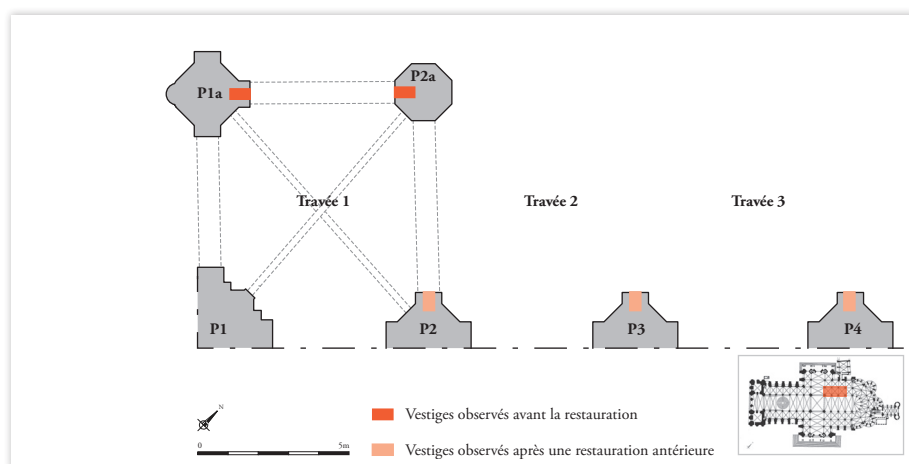 P1a
P2a
Travée 1
Travée 2
Travée 3
P1
P2
P3
P4
N
0
5m
Vestiges observés avant la restauration
Vestiges observés après une restauration antérieure